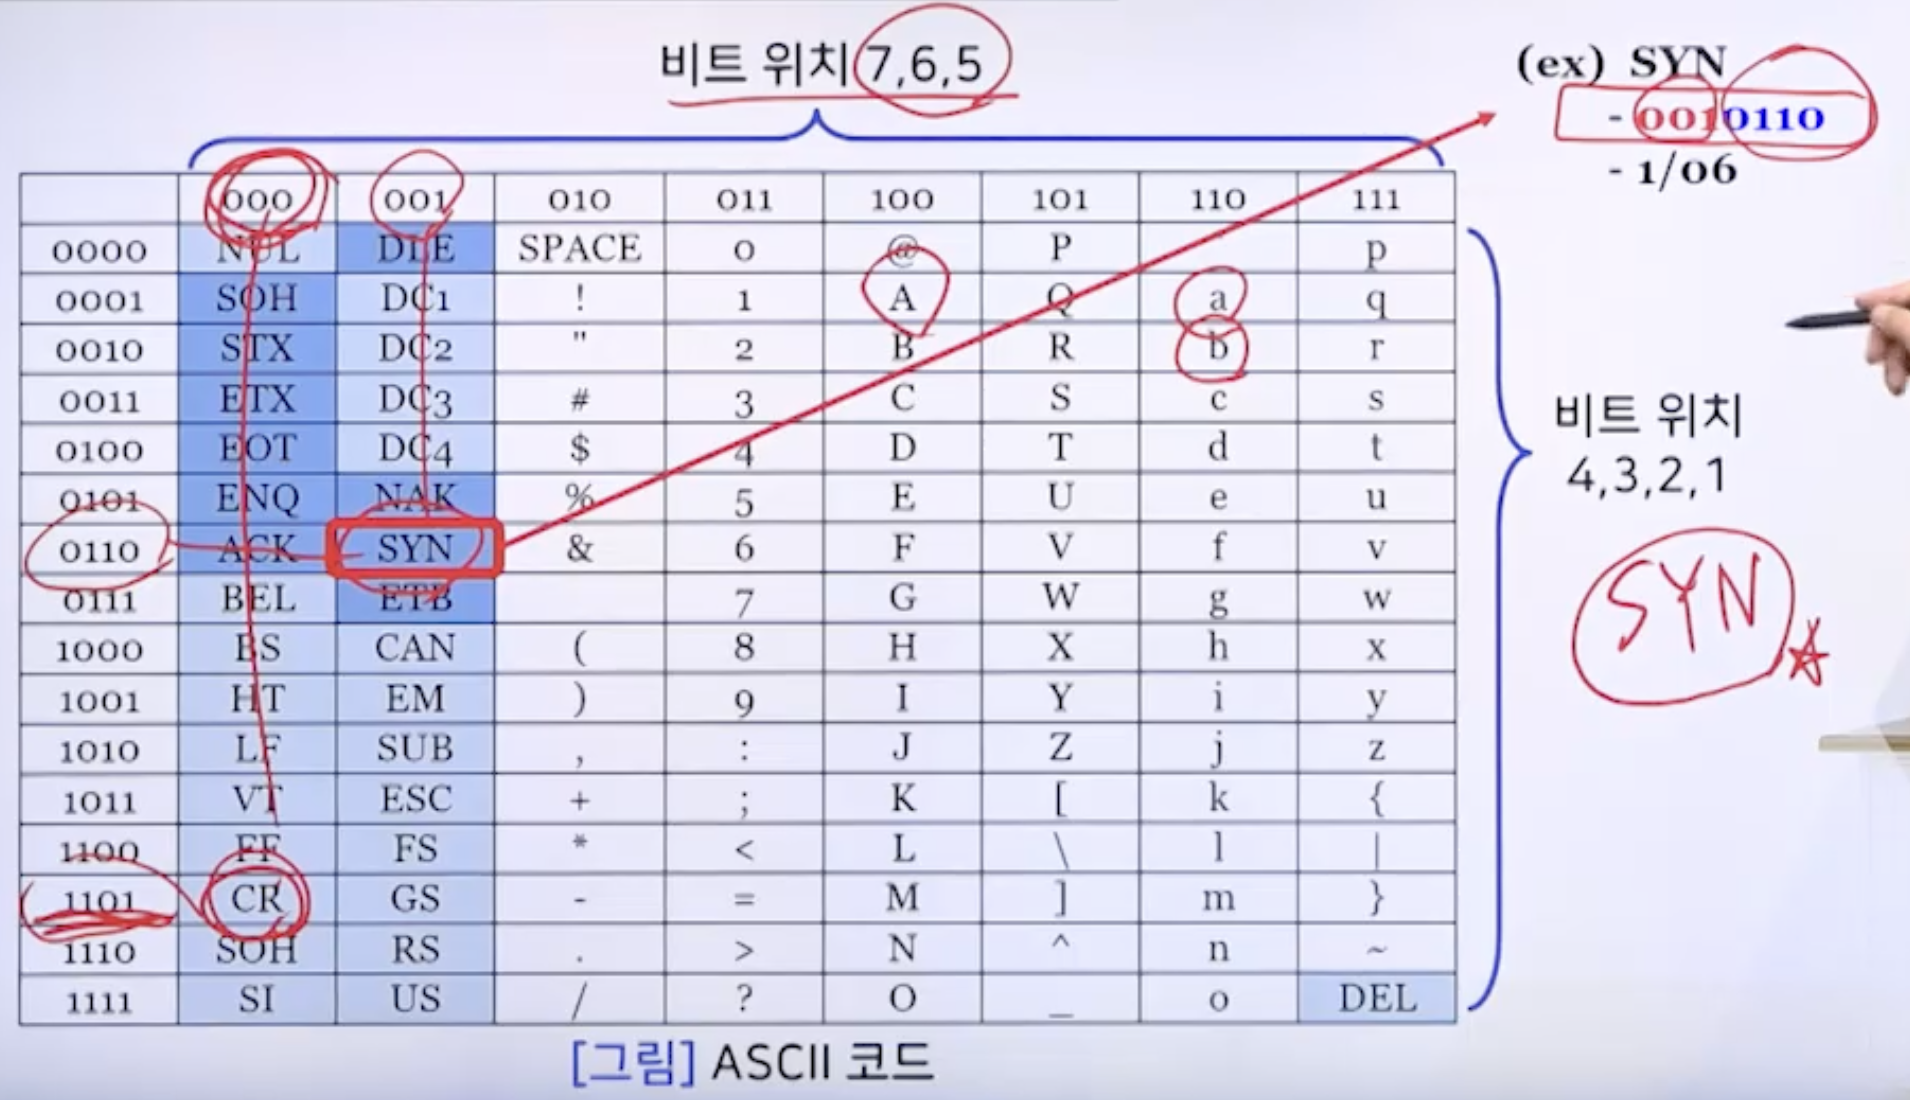 비트 위치 7,6,5
(ex) SYN
- 0010110
- 1/06
000 001 010 011 100 101 110 111
0000 NUL DLE SPACE 0 @ P p
0001 SOH DC1 ! 1 A Q a q
0010 STX DC2 " 2 B R b r
0011 ETX DC3 # 3 C S c s
0100 EOT DC4 $ 4 D T d t
0101 ENQ NAK % 5 E U e u
0110 ACK SYN & 6 F V f v
0111 BEL ETB 7 G W g w
1000 BS CAN ( 8 H X h x
1001 HT EM ) 9 I Y i y
1010 LF SUB , : J Z j z
1011 VT ESC + ; K [ k {
1100 FF FS * < L \ l |
1101 CR GS - = M ] m }
1110 SOH RS . > N ^ n ~
1111 SI US / ? O _ o DEL
비트 위치
4,3,2,1
SYN
[그림] ASCII 코드